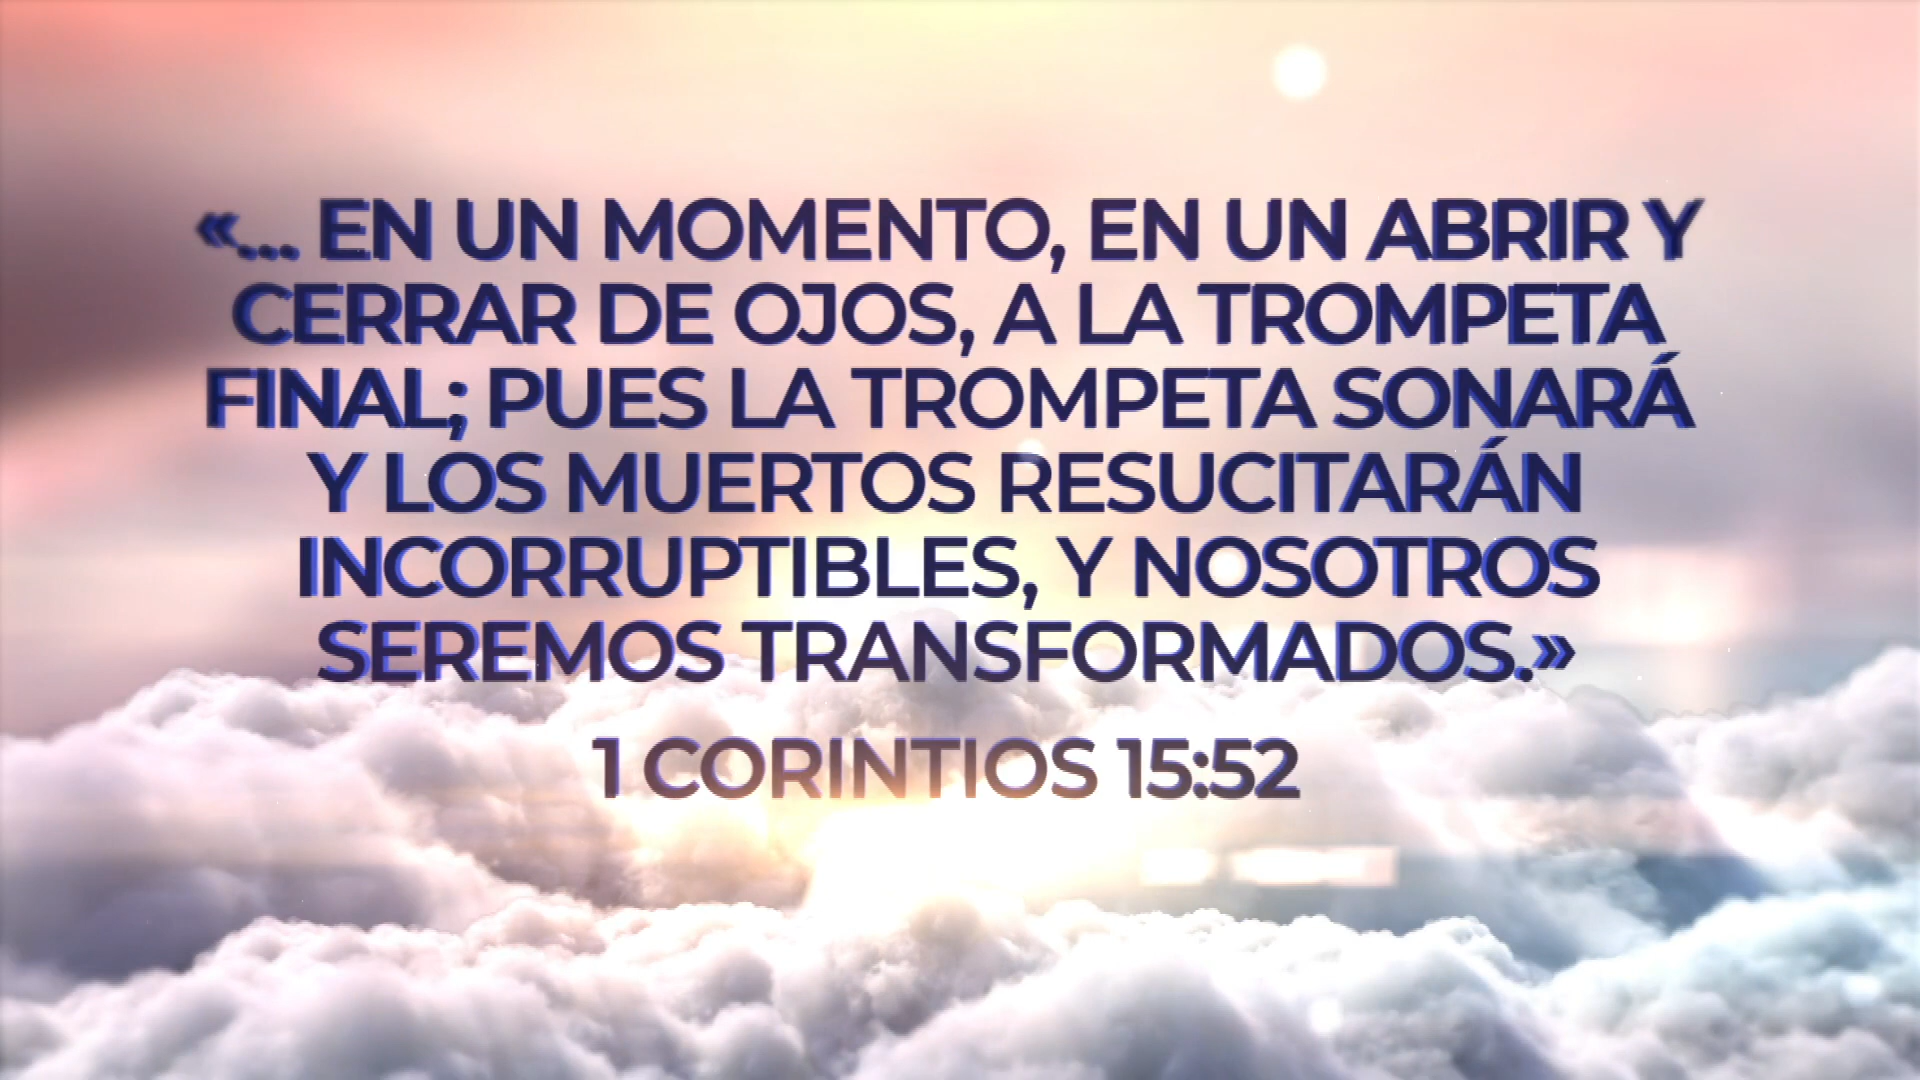 «... EN UN MOMENTO, EN UN ABRIR Y
CERRAR DE OJOS, A LA TROMPETA
FINAL; PUES LA TROMPETA SONARÁ
Y LOS MUERTOS RESUCITARÁN
INCORRUPTIBLES, Y NOSOTROS
SEREMOS TRANSFORMADOS.»
1 CORINTIOS 15:52